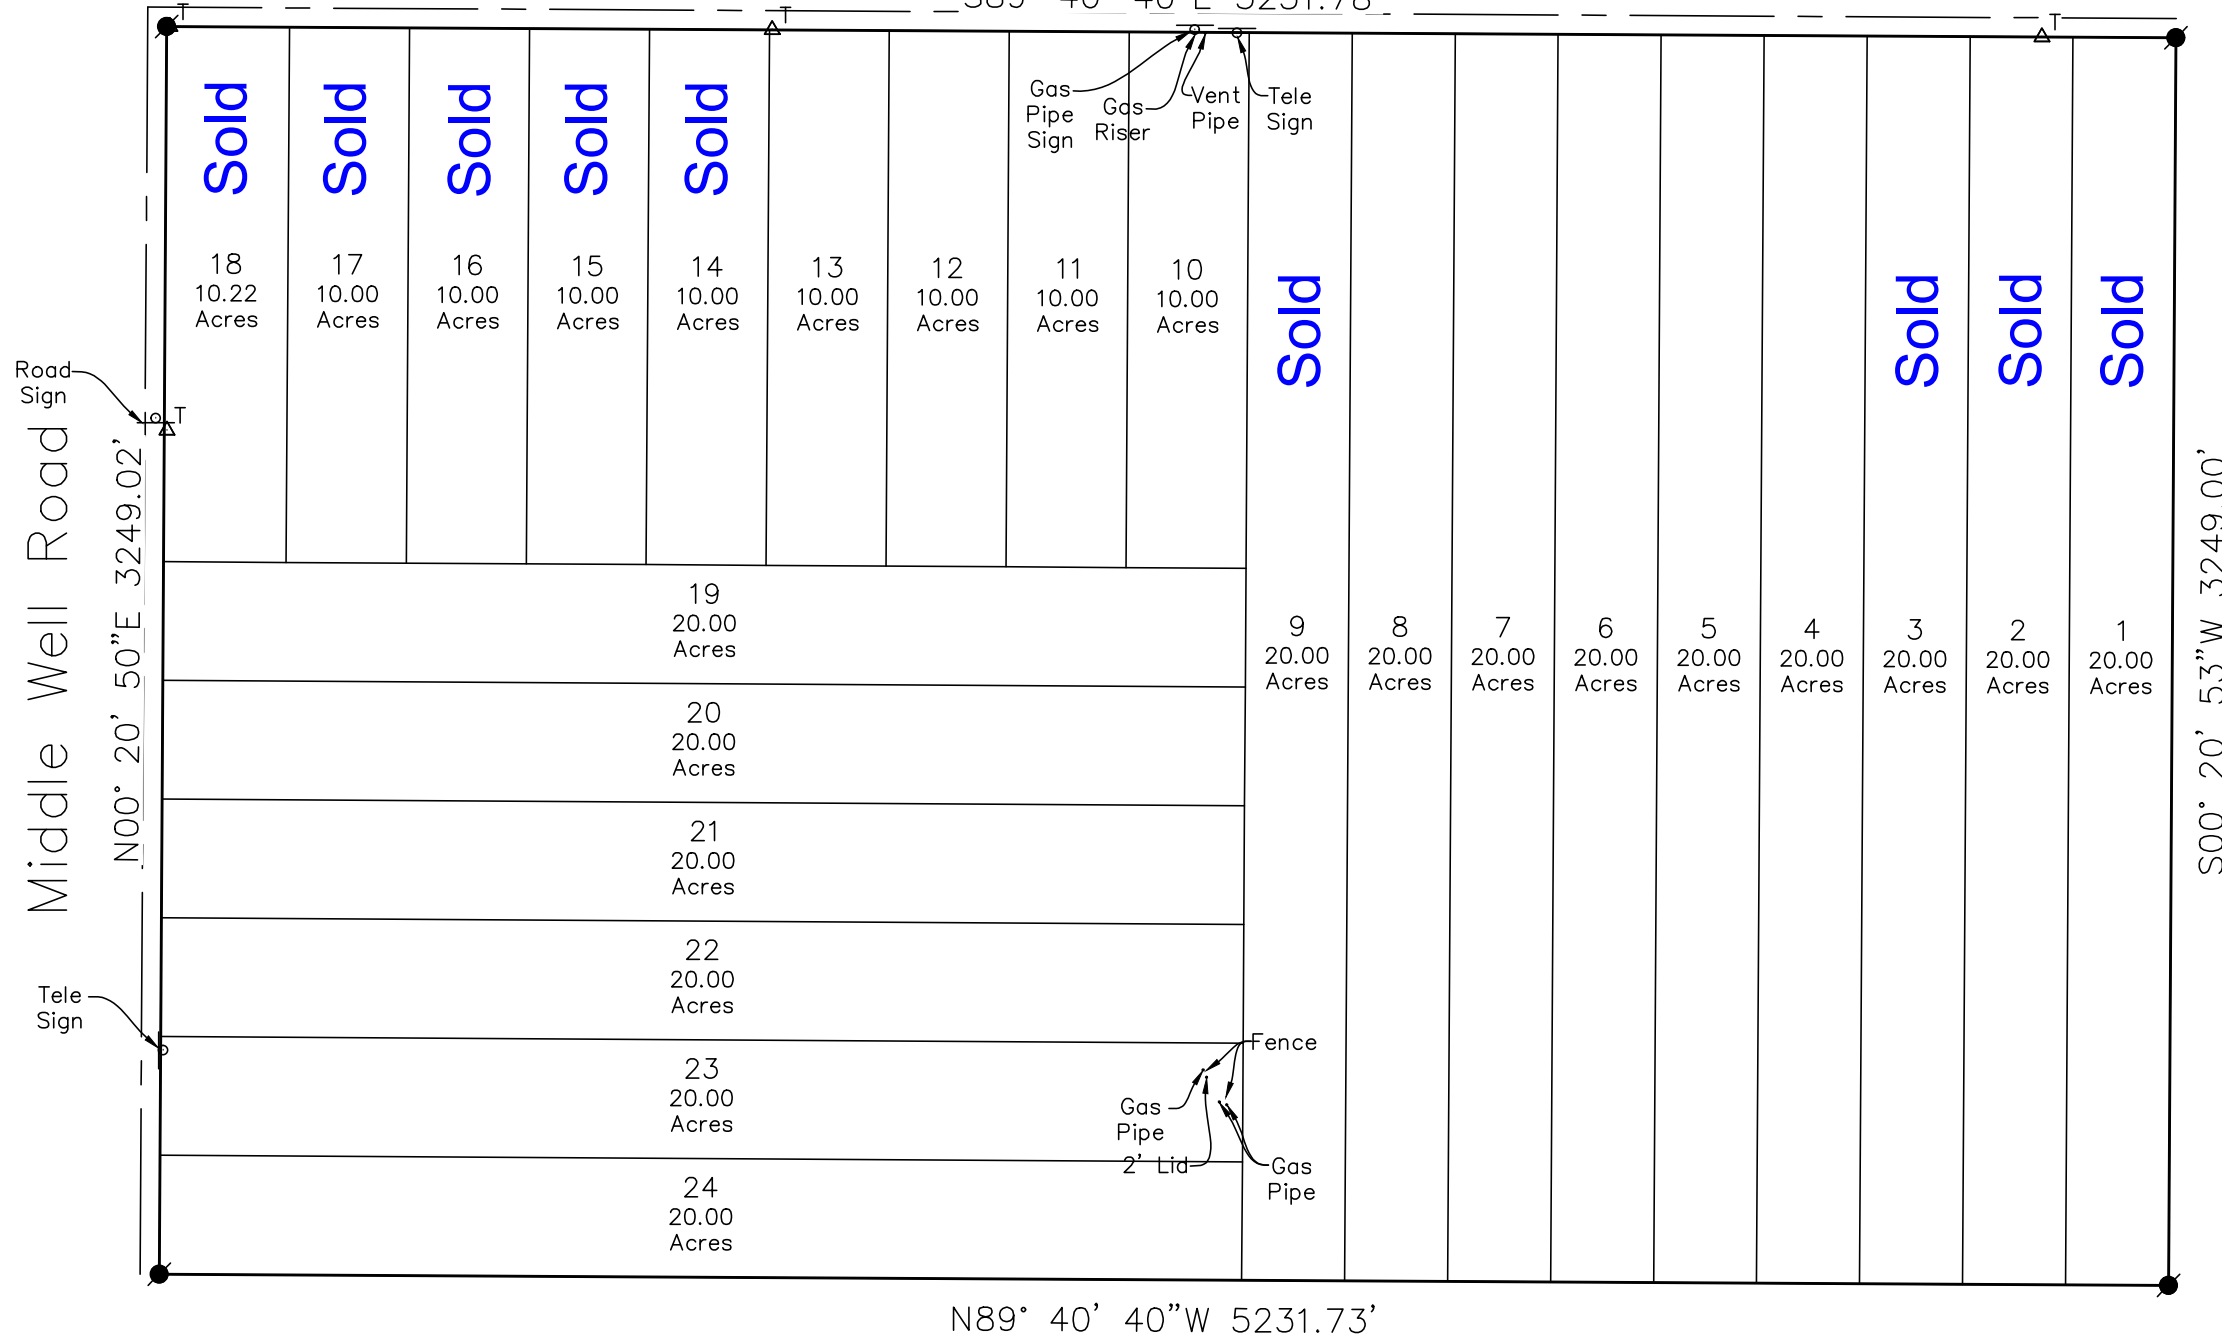 S89° 40' 40"E 5231.78'
T
T
T
Gas
Pipe
Sign
Gas
Riser
Vent
Pipe
Tele
Sign
Sold
Sold
Sold
Sold
Sold
18
10.22
Acres
17
10.00
Acres
16
10.00
Acres
15
10.00
Acres
14
10.00
Acres
13
10.00
Acres
12
10.00
Acres
11
10.00
Acres
10
10.00
Acres
Sold
Sold
Sold
Sold
Road
Sign
T
Middle Well Road
N00° 20' 50"E 3249.02'
19
20.00
Acres
20
20.00
Acres
21
20.00
Acres
22
20.00
Acres
23
20.00
Acres
24
20.00
Acres
9
20.00
Acres
8
20.00
Acres
7
20.00
Acres
6
20.00
Acres
5
20.00
Acres
4
20.00
Acres
3
20.00
Acres
2
20.00
Acres
1
20.00
Acres
S00° 20' 53"W 3249.00'
Tele
Sign
Fence
Gas
Pipe
2' Lid
Gas
Pipe
N89° 40' 40"W 5231.73'